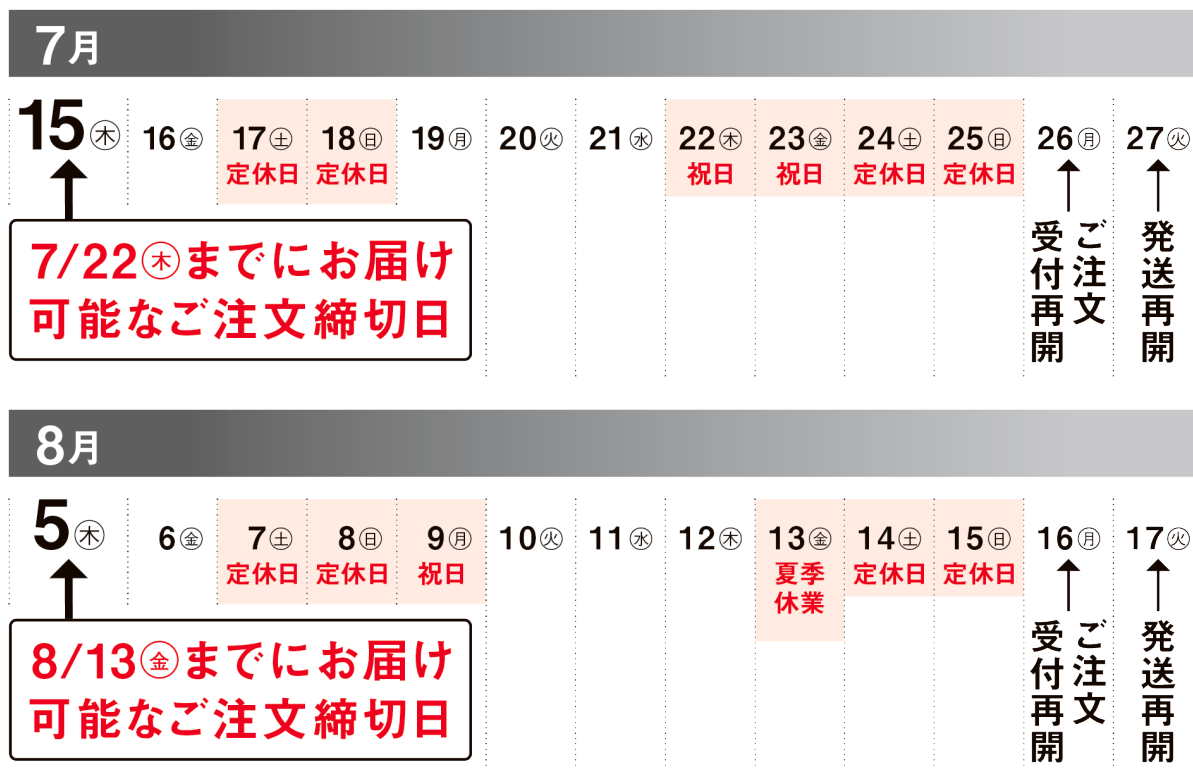 7月
15㊍ 16㊎ 17㊏ 18㊐ 19㊊ 20㊋ 21㊌ 22㊍ 23㊎ 24㊏ 25㊐ 26㊊ 27㊋
定休日 定休日 祝日 祝日 定休日 定休日
7/22㊍までにお届け
可能なご注文締切日
ご注文
受付再開
発送再開
8月
5㊍ 6㊎ 7㊏ 8㊐ 9㊊ 10㊋ 11㊌ 12㊍ 13㊎ 14㊏ 15㊐ 16㊊ 17㊋
定休日 定休日 祝日 夏季 定休日 定休日
休業
8/13㊎までにお届け
可能なご注文締切日
ご注文
受付再開
発送再開